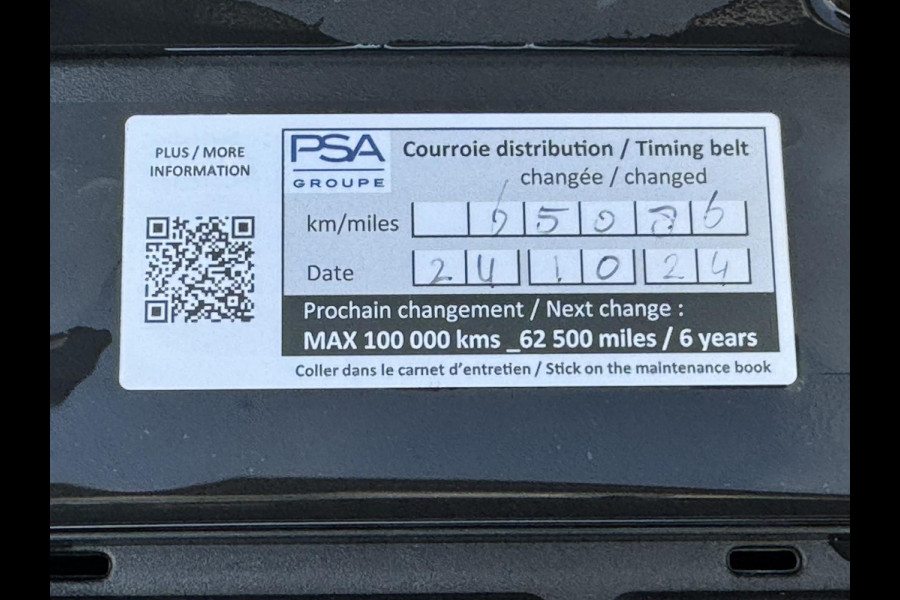 PLUS / MORE
INFORMATION
PSA
GROUPE
Courroie distribution / Timing belt
changée / changed
km/miles
Date 24 10 24
Prochain changement / Next change :
MAX 100 000 kms _62 500 miles / 6 years
Coller dans le carnet d'entretien / Stick on the maintenance book